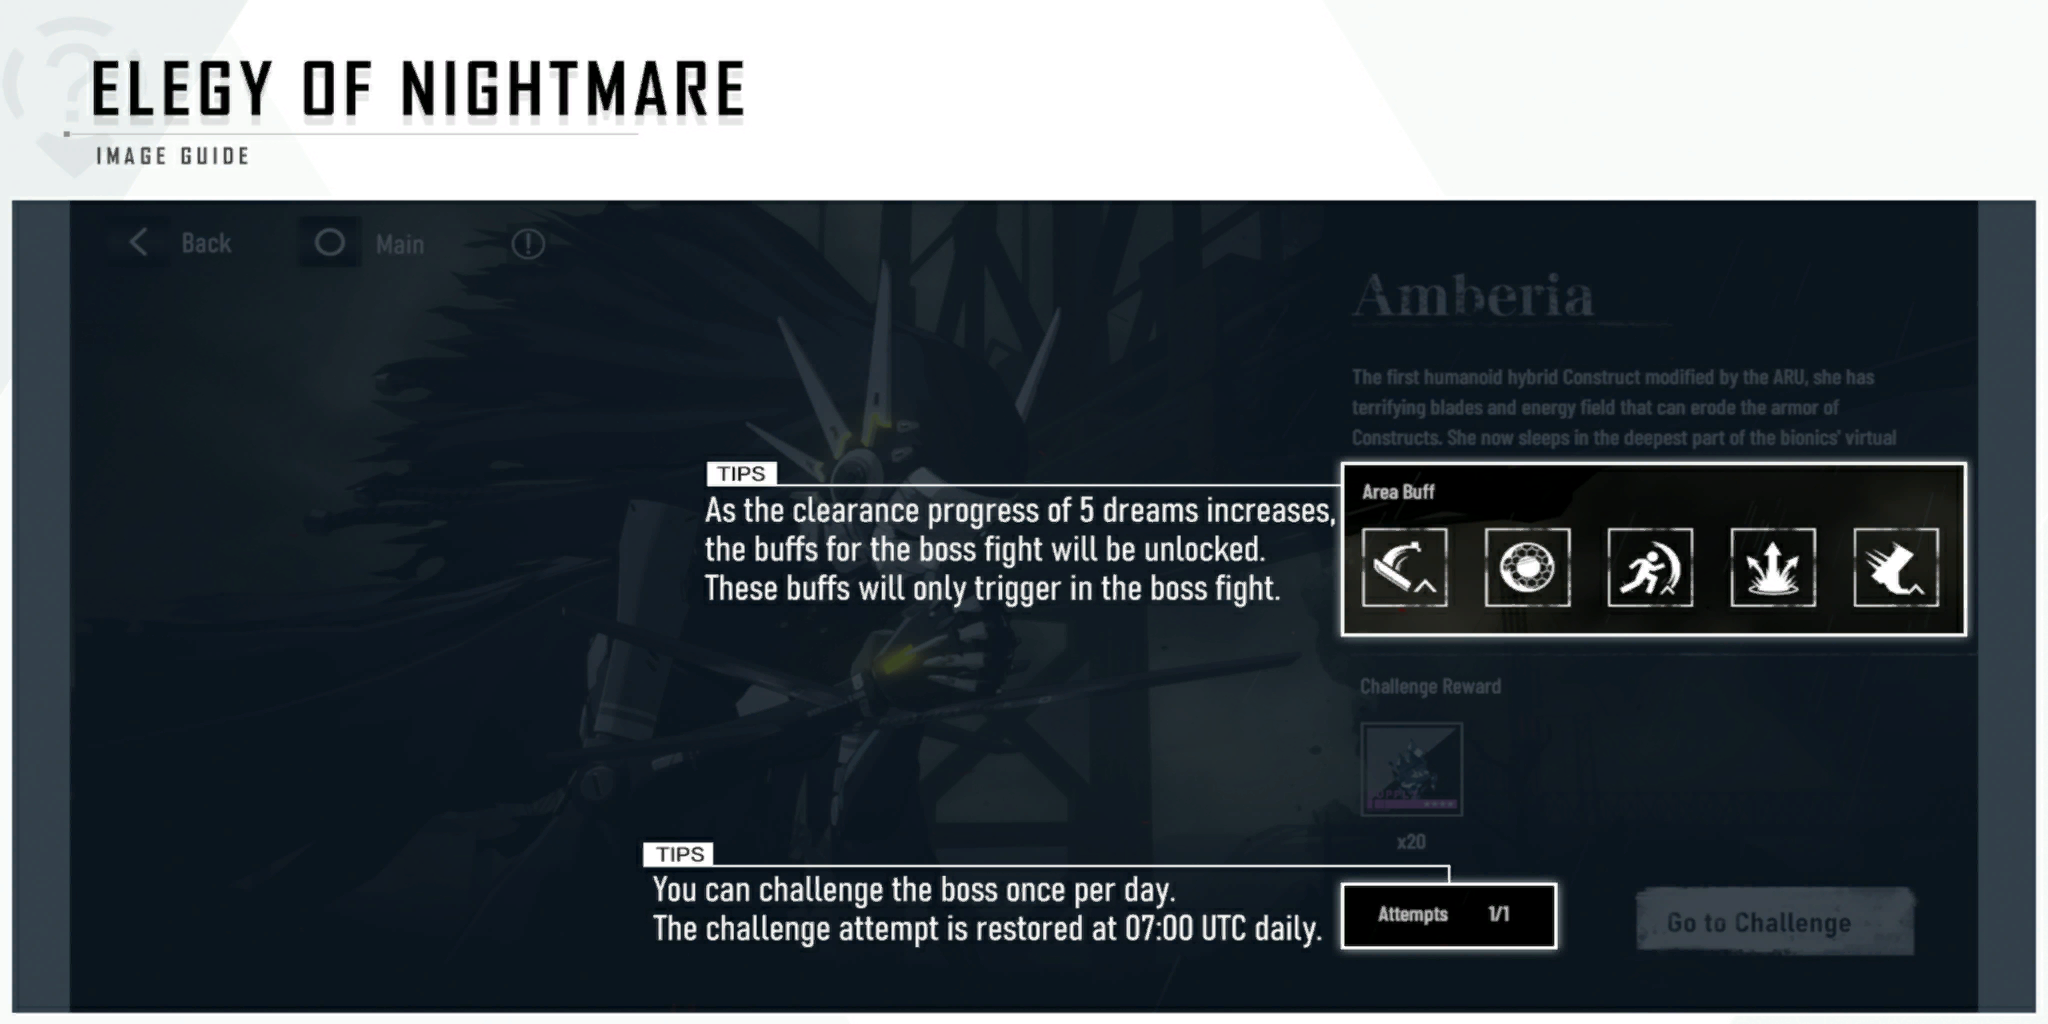 ELEGY OF NIGHTMARE
IMAGE GUIDE
Back
Main
Amberia
The first humanoid hybrid Construct modified by the ARU, she has
terrifying blades and energy field that can erode the armor of
Constructs. She now sleeps in the deepest part of the bionics' virtual
TIPS
As the clearance progress of 5 dreams increases,
the buffs for the boss fight will be unlocked.
These buffs will only trigger in the boss fight.
Area Buff
Challenge Reward
x20
TIPS
You can challenge the boss once per day.
The challenge attempt is restored at 07:00 UTC daily.
Attempts 1/1
Go to Challenge